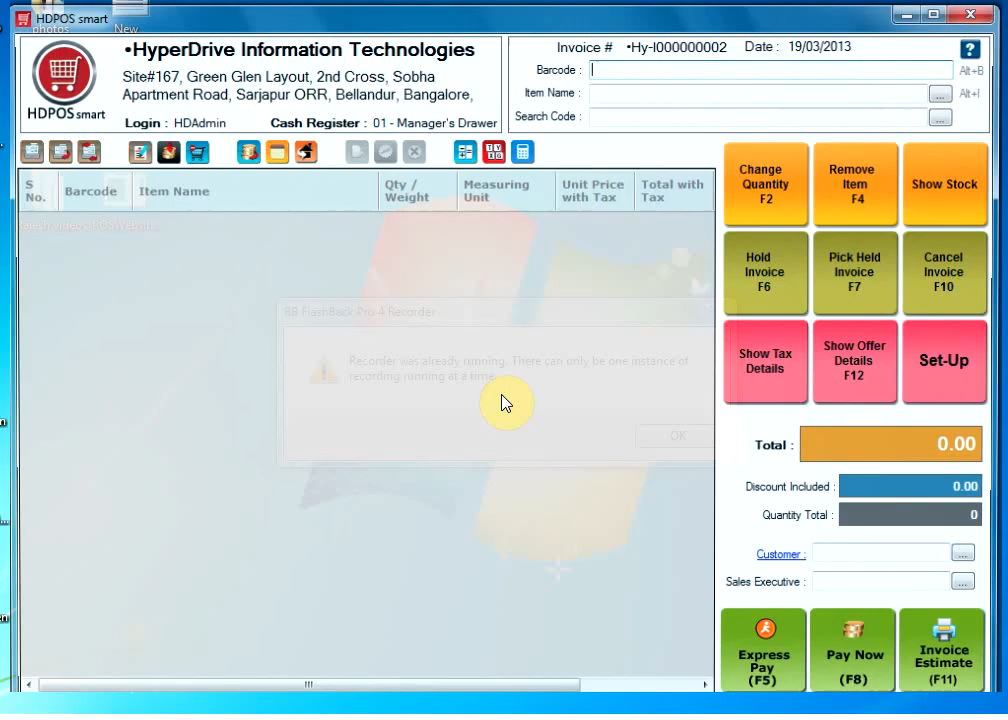 HDPOS smart
photos
New
•HyperDrive Information Technologies
Site#167, Green Glen Layout, 2nd Cross, Sobha
Apartment Road, Sarjapur ORR, Bellandur, Bangalore,
HDPOS smart
Login : HDAdmin
Cash Register : 01 - Manager's Drawer
Invoice # •Hy-I000000002 Date : 19/03/2013
?
Barcode :
Alt+B
Item Name :
...
Alt+I
Search Code :
...
S No.
Barcode
Item Name
Qty / Weight
Measuring Unit
Unit Price with Tax
Total with Tax
RB FlashBack Pro 4 Recorder
Recorder was already running. There can only be one instance of
recording running at a time.
OK
Change
Quantity
F2
Remove
Item
F4
Show Stock
Hold
Invoice
F6
Pick Held
Invoice
F7
Cancel
Invoice
F10
Show Tax
Details
Show Offer
Details
F12
Set-Up
Total : 0.00
Discount Included : 0.00
Quantity Total : 0
Customer :
...
Sales Executive :
...
Express
Pay
(F5)
Pay Now
(F8)
Invoice
Estimate
(F11)